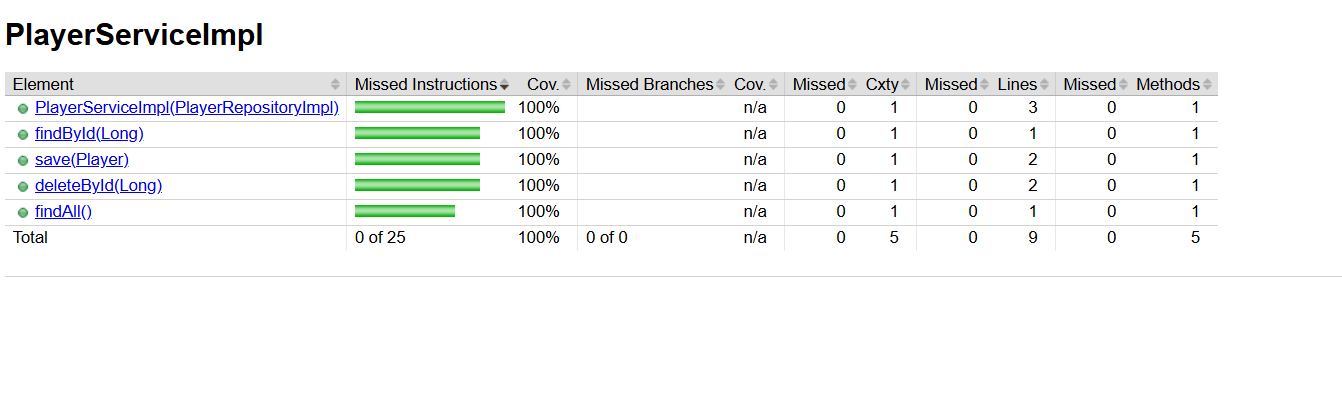 PlayerServiceImpl
Element Missed Instructions Cov. Missed Branches Cov. Missed Cxty Missed Lines Missed Methods
PlayerServiceImpl(PlayerRepositoryImpl) 100% n/a 0 1 0 3 0 1
findById(Long) 100% n/a 0 1 0 1 0 1
save(Player) 100% n/a 0 1 0 2 0 1
deleteById(Long) 100% n/a 0 1 0 2 0 1
findAll() 100% n/a 0 1 0 1 0 1
Total 0 of 25 100% 0 of 0 n/a 0 5 0 9 0 5